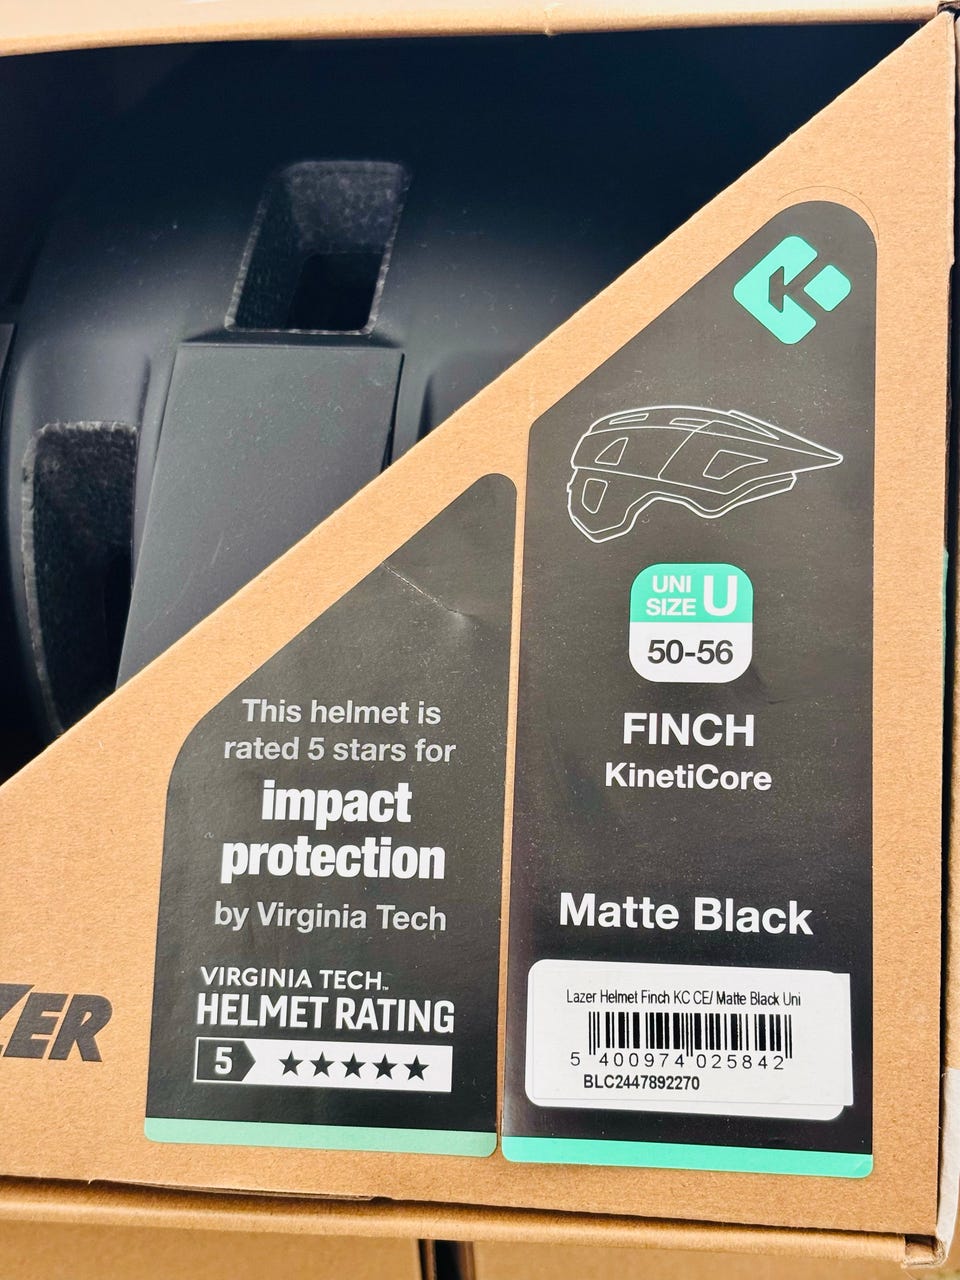 This helmet is
rated 5 stars for
impact
protection
by Virginia Tech
VIRGINIA TECH™
HELMET RATING
5 ★★★★★
K
UNI
SIZE U
50-56
FINCH
KinetiCore
Matte Black
Lazer Helmet Finch KC CE/ Matte Black Uni
5 400974 025842
BLC2447892270
ZER